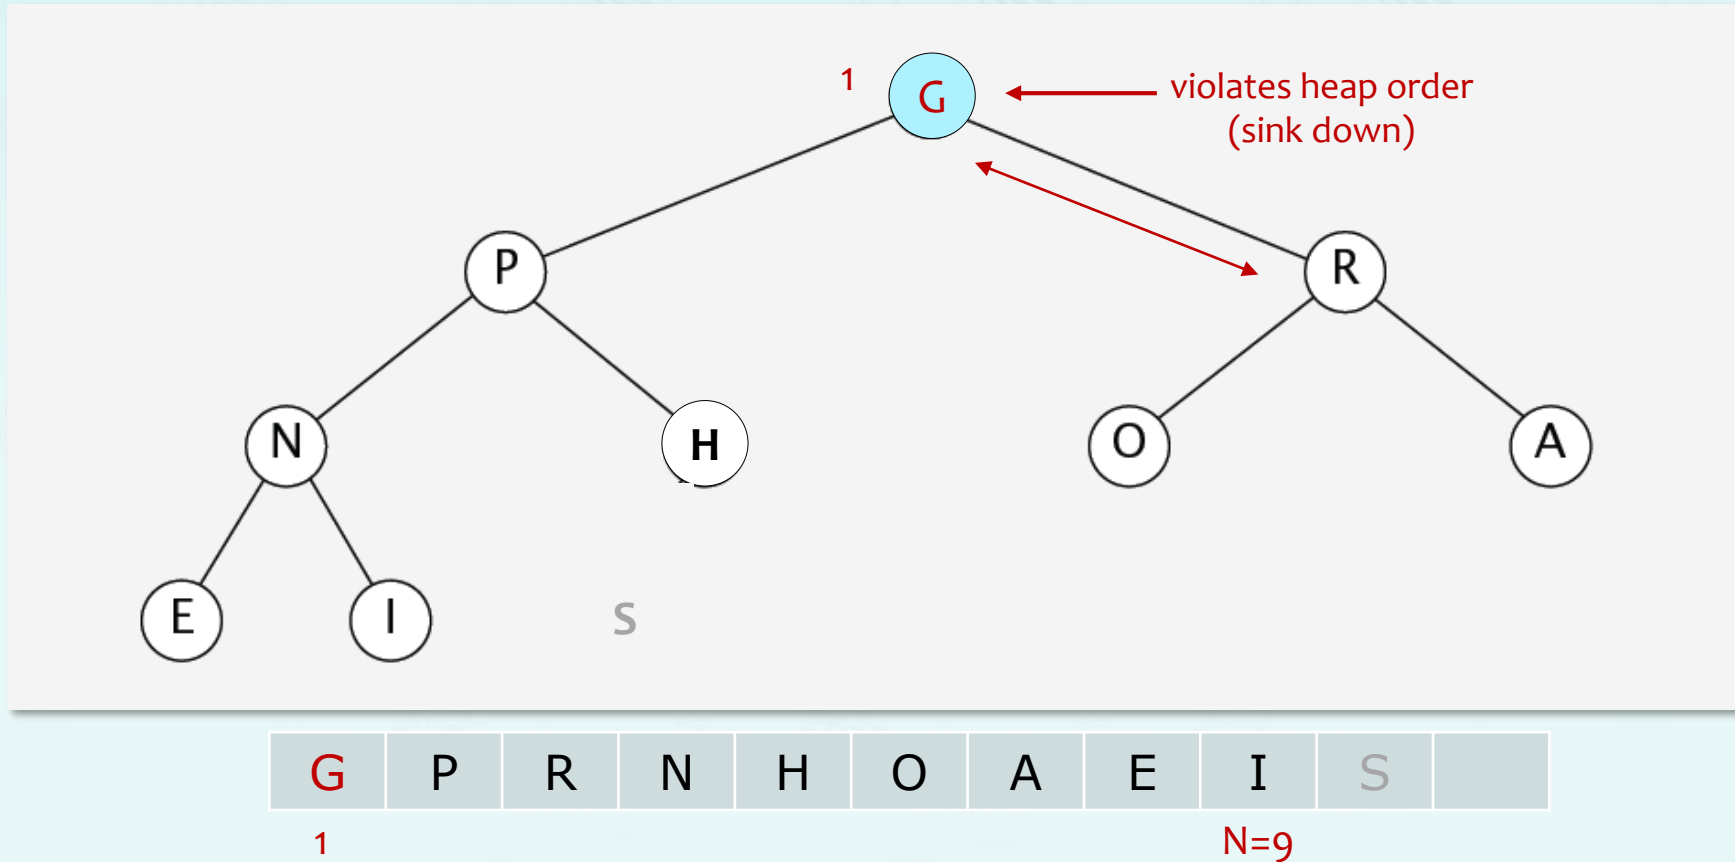 1
G
violates heap order
(sink down)
P
R
N
H
O
A
E
I
S
G P R N H O A E I S
1
N=9